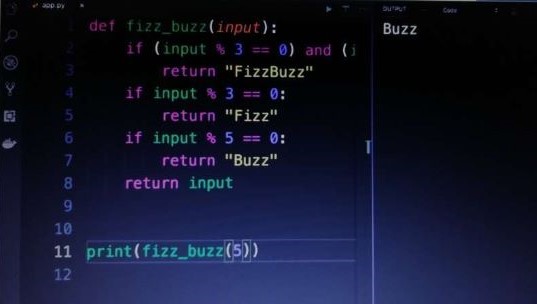 app.py
def fizz_buzz(input):
2 if (input % 3 == 0) and (i
3 return "FizzBuzz"
4 if input % 3 == 0:
5 return "Fizz"
6 if input % 5 == 0:
7 return "Buzz"
8 return input
9
10
11 print(fizz_buzz(5))
12
OUTPUT
Code
Buzz